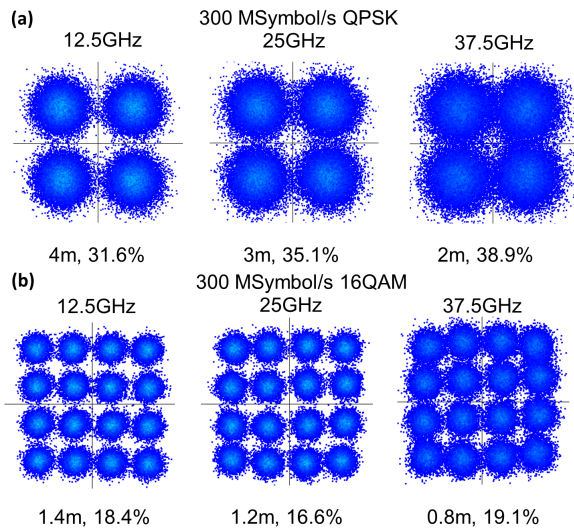 (a)
300 MSymbol/s QPSK
12.5GHz
25GHz
37.5GHz
4m, 31.6%
3m, 35.1%
2m, 38.9%
(b)
300 MSymbol/s 16QAM
12.5GHz
25GHz
37.5GHz
1.4m, 18.4%
1.2m, 16.6%
0.8m, 19.1%